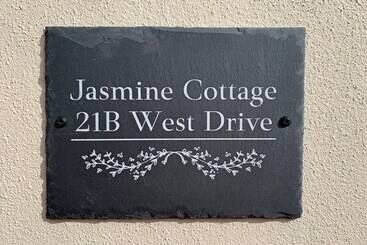 Jasmine Cottage
21B West Drive